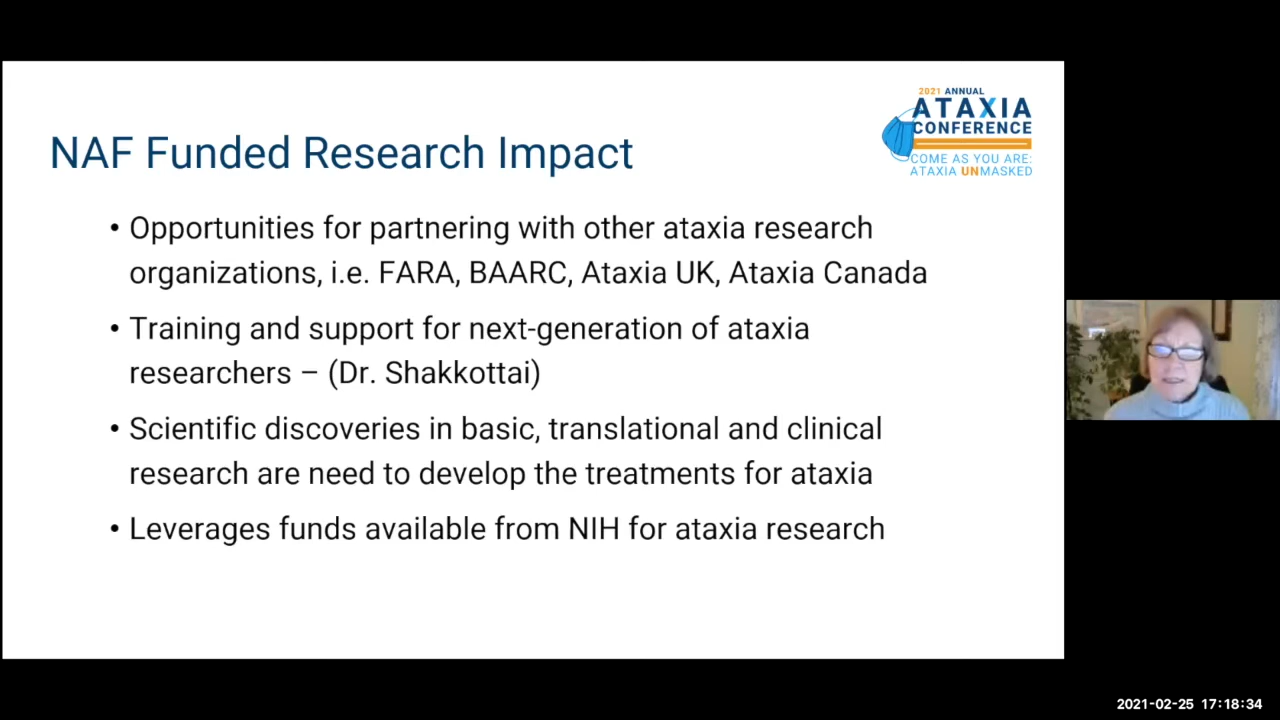 NAF Funded Research Impact
2021 ANNUAL
ATAXIA
CONFERENCE
COME AS YOU ARE:
ATAXIA UNMASKED
• Opportunities for partnering with other ataxia research
organizations, i.e. FARA, BAARC, Ataxia UK, Ataxia Canada
• Training and support for next-generation of ataxia
researchers – (Dr. Shakkottai)
• Scientific discoveries in basic, translational and clinical
research are need to develop the treatments for ataxia
• Leverages funds available from NIH for ataxia research
2021-02-25 17:18:34